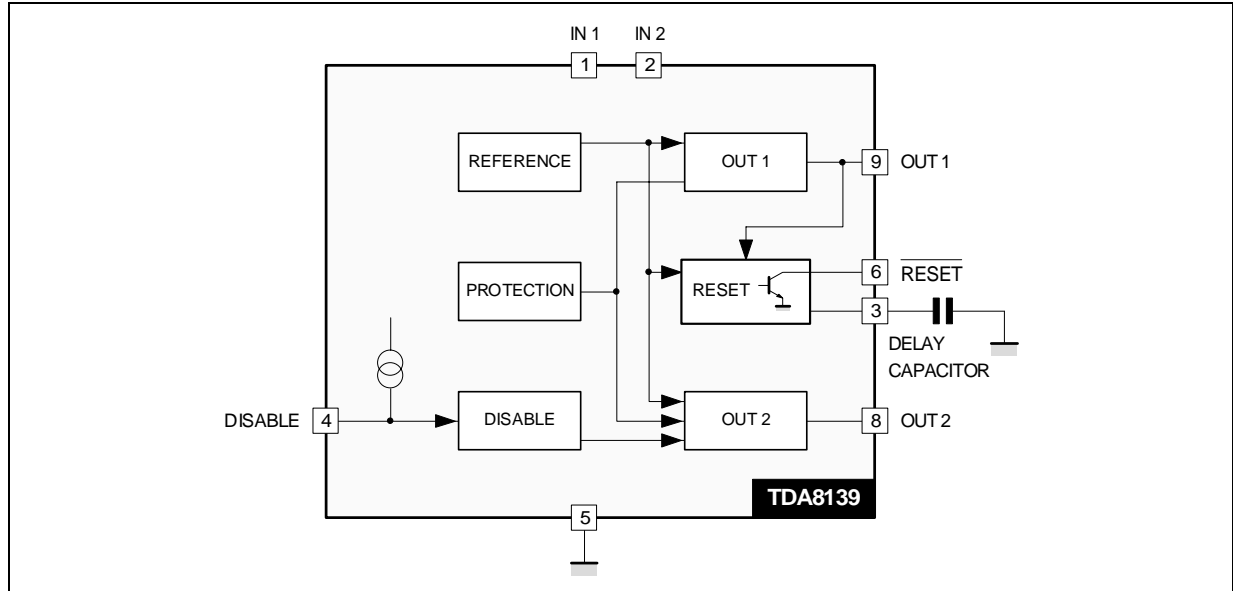 IN 1 IN 2
1 2
REFERENCE
OUT 1
9 OUT 1
PROTECTION
RESET
6 RESET
3
DELAY
CAPACITOR
DISABLE 4
DISABLE
OUT 2
8 OUT 2
TDA8139
5